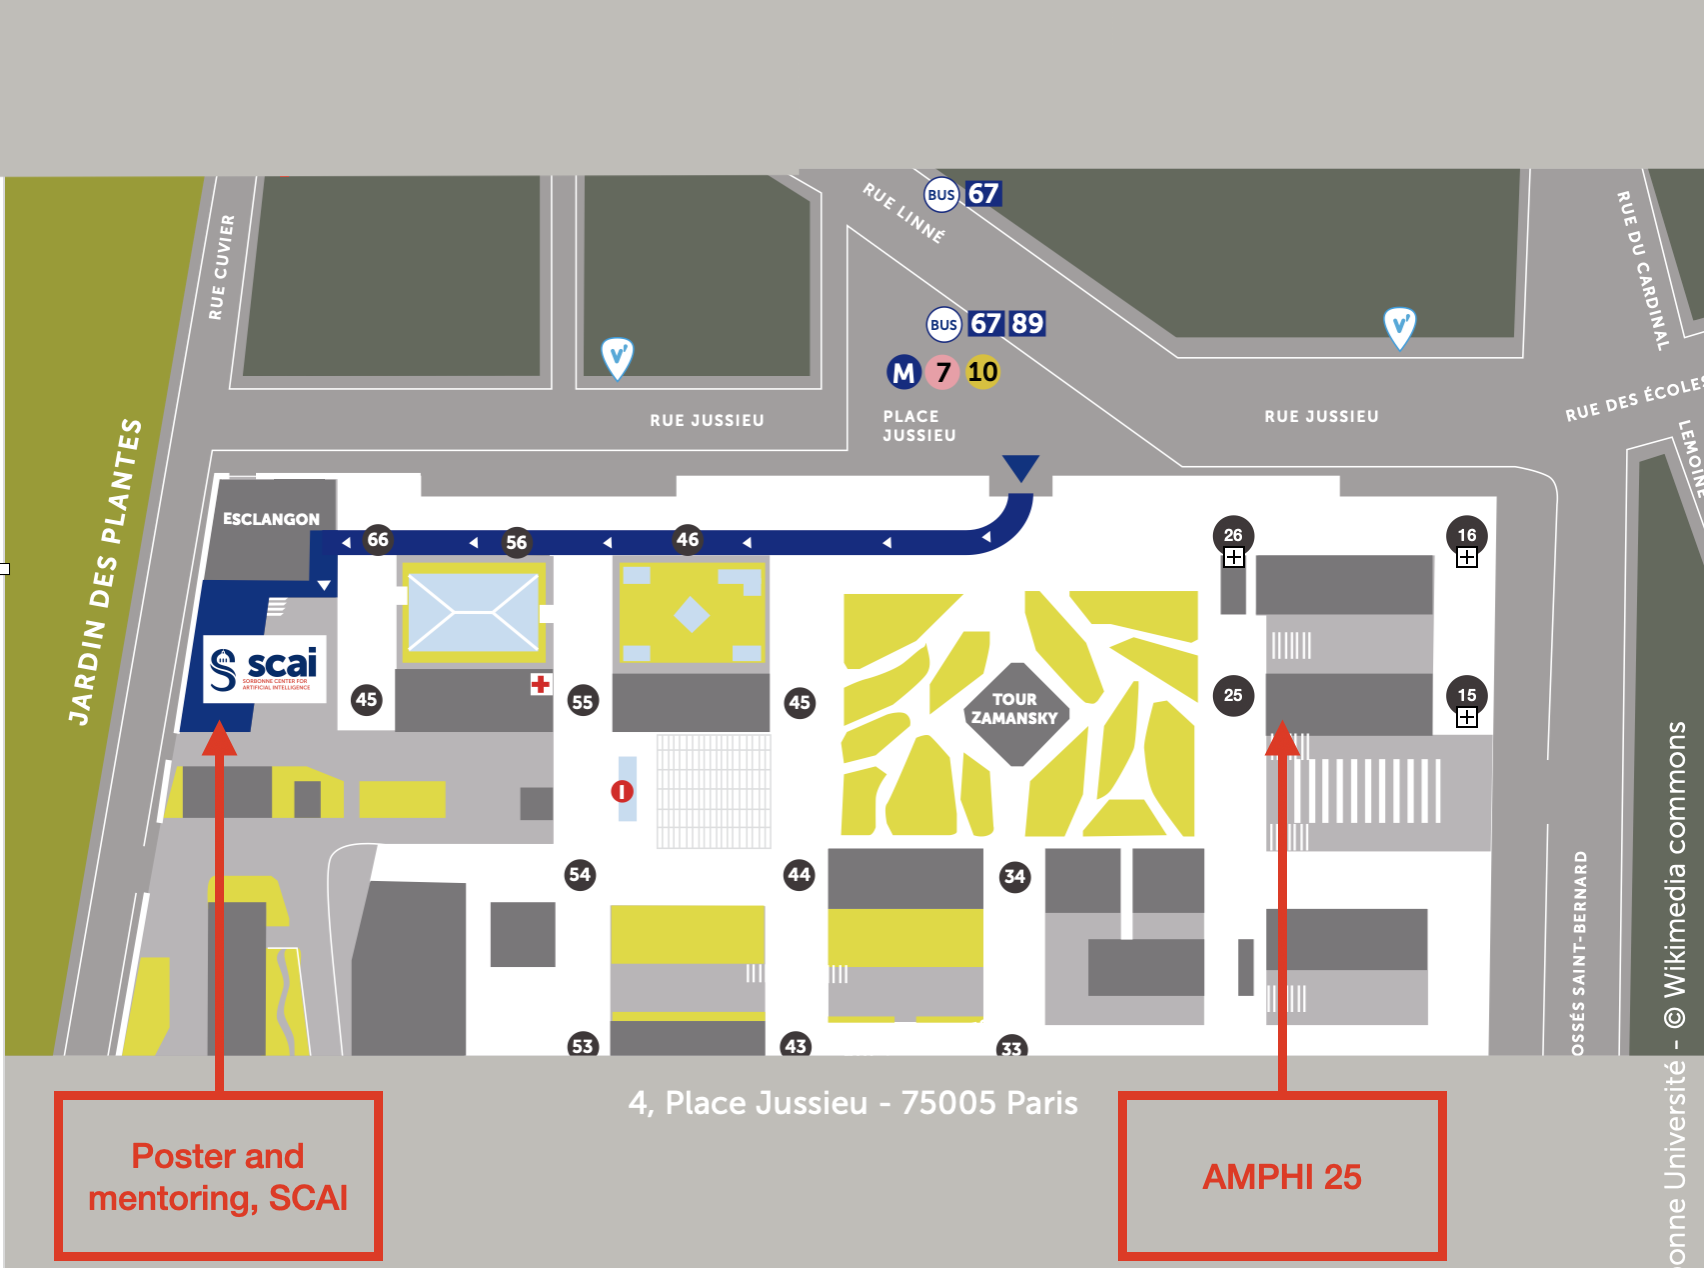 BUS 67
RUE LINNÉ
RUE CUVIER
RUE DU CARDINAL
BUS 67 89
M 7 10
RUE JUSSIEU
PLACE
JUSSIEU
RUE JUSSIEU
RUE DES ÉCOLES
LEMOINE
JARDIN DES PLANTES
ESCLANGON
66
56
46
26
16
scai
SORBONNE CENTER FOR
ARTIFICIAL INTELLIGENCE
45
55
45
TOUR
ZAMANSKY
25
15
I
54
44
34
53
43
33
OSSÉS SAINT-BERNARD
onne Université - © Wikimedia commons
4, Place Jussieu - 75005 Paris
Poster and
mentoring, SCAI
AMPHI 25